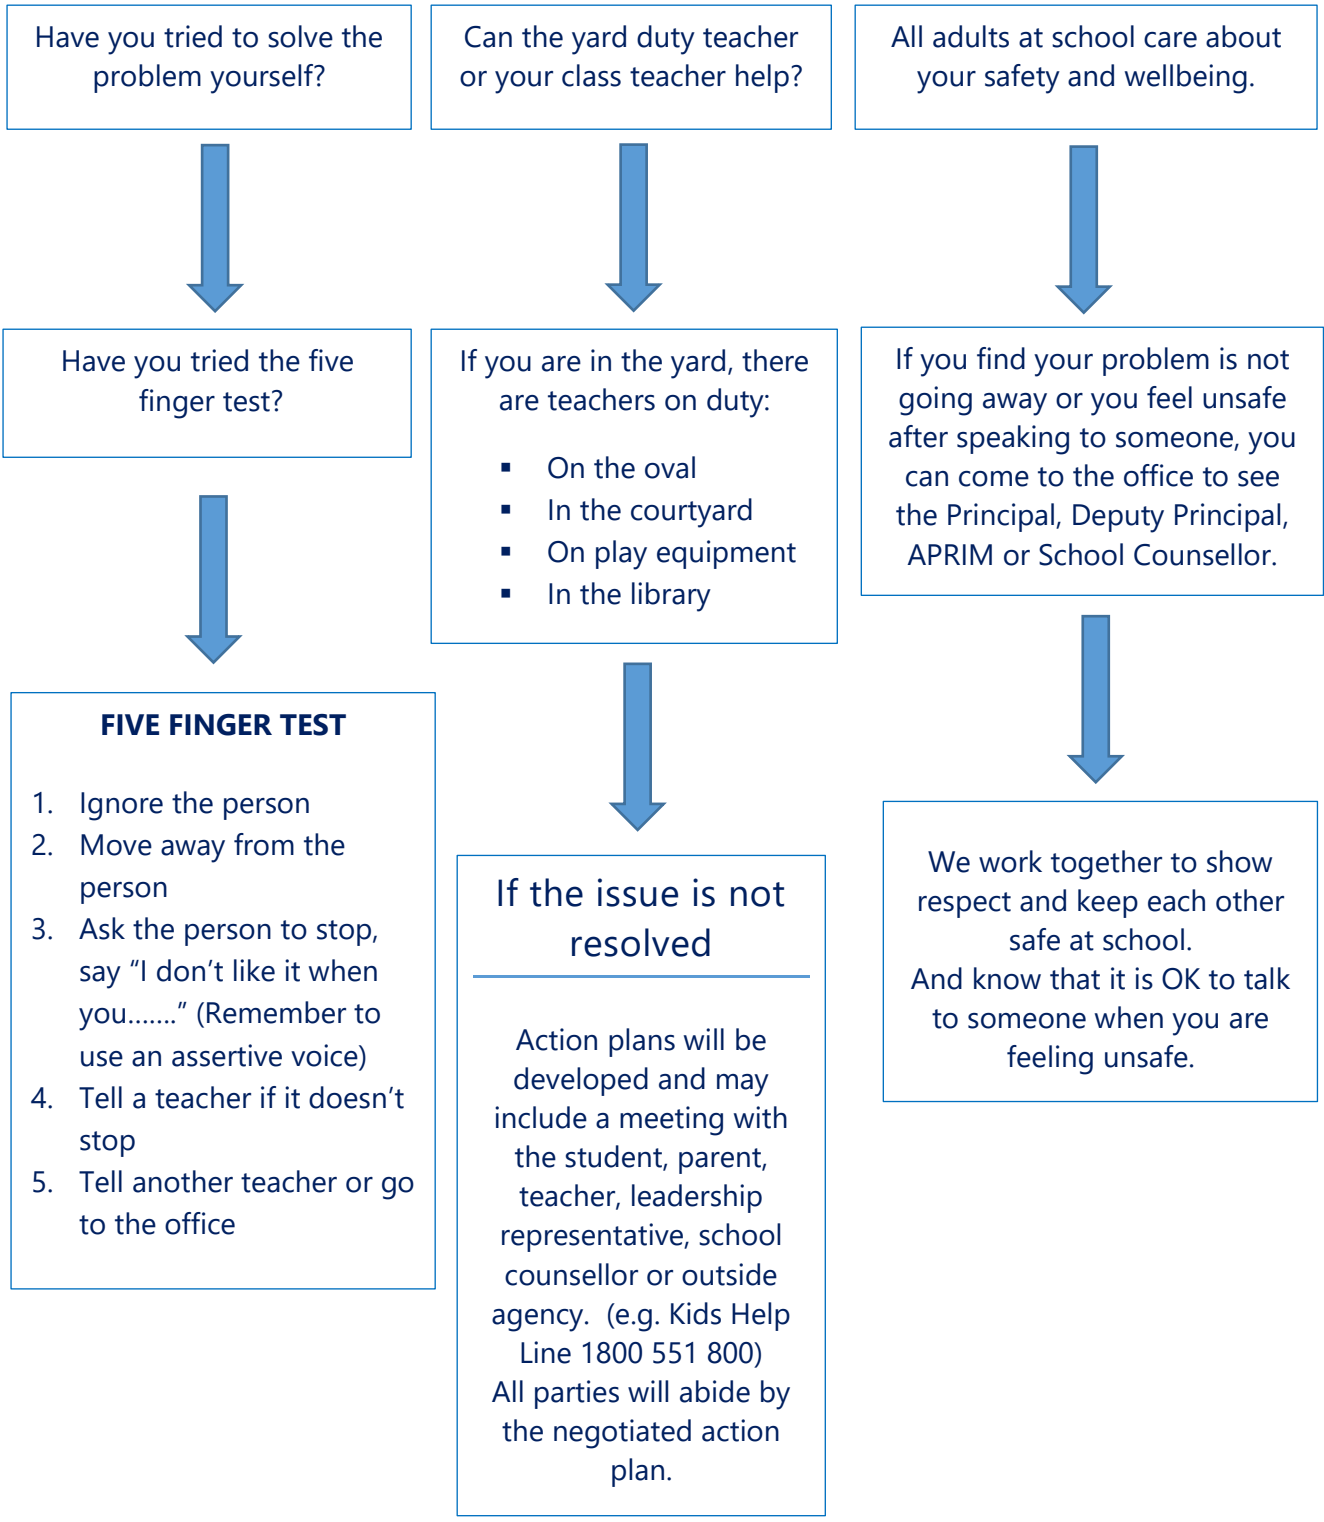 Have you tried to solve the
problem yourself?
Have you tried the five
finger test?
FIVE FINGER TEST
1. Ignore the person
2. Move away from the
person
3. Ask the person to stop,
say “I don’t like it when
you…….” (Remember to
use an assertive voice)
4. Tell a teacher if it doesn’t
stop
5. Tell another teacher or go
to the office
Can the yard duty teacher
or your class teacher help?
If you are in the yard, there
are teachers on duty:
▪ On the oval
▪ In the courtyard
▪ On play equipment
▪ In the library
If the issue is not
resolved
Action plans will be
developed and may
include a meeting with
the student, parent,
teacher, leadership
representative, school
counsellor or outside
agency.  (e.g. Kids Help
Line 1800 551 800)
All parties will abide by
the negotiated action
plan.
All adults at school care about
your safety and wellbeing.
If you find your problem is not
going away or you feel unsafe
after speaking to someone, you
can come to the office to see
the Principal, Deputy Principal,
APRIM or School Counsellor.
We work together to show
respect and keep each other
safe at school.
And know that it is OK to talk
to someone when you are
feeling unsafe.